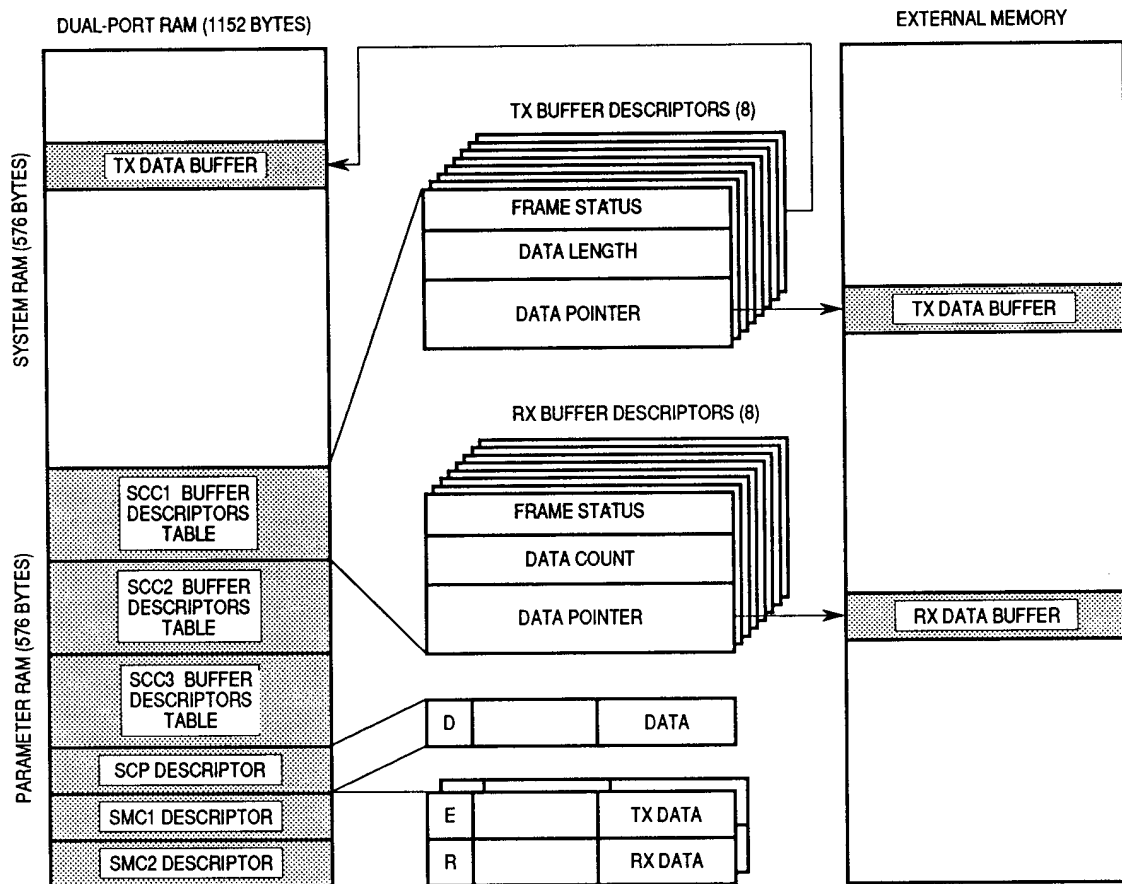 DUAL-PORT RAM (1152 BYTES)
EXTERNAL MEMORY
SYSTEM RAM (576 BYTES)
PARAMETER RAM (576 BYTES)
TX DATA BUFFER
SCC1 BUFFER
DESCRIPTORS
TABLE
SCC2 BUFFER
DESCRIPTORS
TABLE
SCC3 BUFFER
DESCRIPTORS
TABLE
SCP DESCRIPTOR
SMC1 DESCRIPTOR
SMC2 DESCRIPTOR
TX BUFFER DESCRIPTORS (8)
FRAME STATUS
DATA LENGTH
DATA POINTER
RX BUFFER DESCRIPTORS (8)
FRAME STATUS
DATA COUNT
DATA POINTER
D DATA
E TX DATA
R RX DATA
TX DATA BUFFER
RX DATA BUFFER